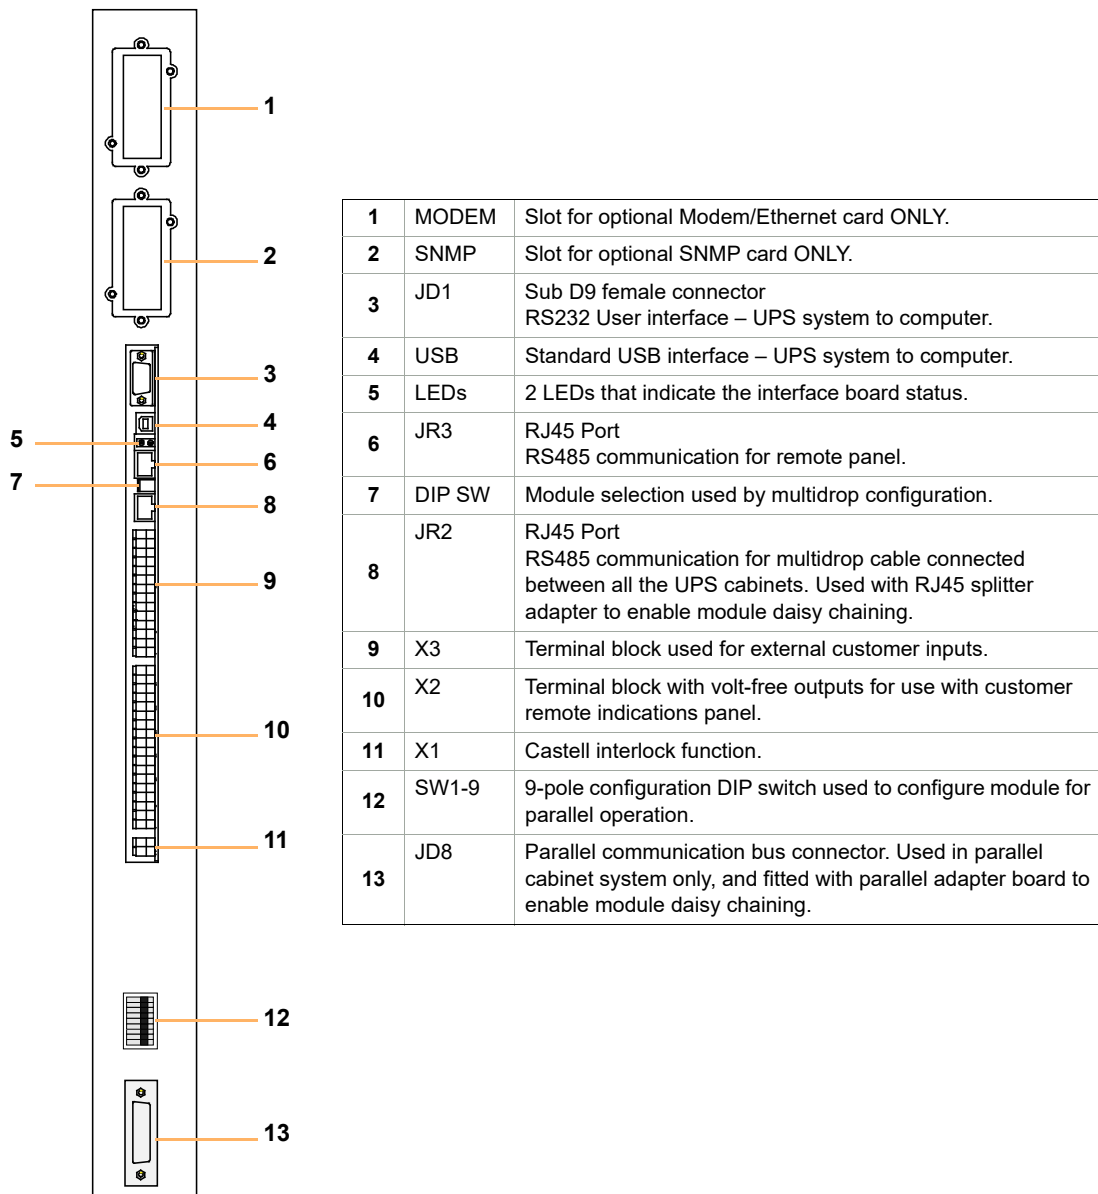 1
2
3
4
5
6
7
8
9
10
11
12
13
1 MODEM Slot for optional Modem/Ethernet card ONLY.
2 SNMP Slot for optional SNMP card ONLY.
3 JD1 Sub D9 female connector
RS232 User interface – UPS system to computer.
4 USB Standard USB interface – UPS system to computer.
5 LEDs 2 LEDs that indicate the interface board status.
6 JR3 RJ45 Port
RS485 communication for remote panel.
7 DIP SW Module selection used by multidrop configuration.
8 JR2 RJ45 Port
RS485 communication for multidrop cable connected
between all the UPS cabinets. Used with RJ45 splitter
adapter to enable module daisy chaining.
9 X3 Terminal block used for external customer inputs.
10 X2 Terminal block with volt-free outputs for use with customer
remote indications panel.
11 X1 Castell interlock function.
12 SW1-9 9-pole configuration DIP switch used to configure module for
parallel operation.
13 JD8 Parallel communication bus connector. Used in parallel
cabinet system only, and fitted with parallel adapter board to
enable module daisy chaining.